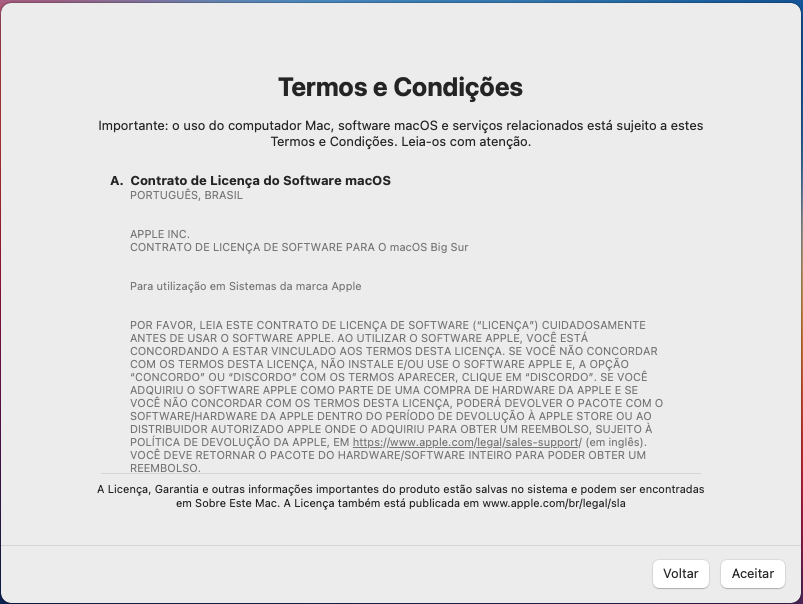 Termos e Condições
Importante: o uso do computador Mac, software macOS e serviços relacionados está sujeito a estes
Termos e Condições. Leia-os com atenção.
A. Contrato de Licença do Software macOS
PORTUGUÊS, BRASIL
APPLE INC.
CONTRATO DE LICENÇA DE SOFTWARE PARA O macOS Big Sur
Para utilização em Sistemas da marca Apple
POR FAVOR, LEIA ESTE CONTRATO DE LICENÇA DE SOFTWARE (“LICENÇA”) CUIDADOSAMENTE
ANTES DE USAR O SOFTWARE APPLE. AO UTILIZAR O SOFTWARE APPLE, VOCÊ ESTÁ
CONCORDANDO A ESTAR VINCULADO AOS TERMOS DESTA LICENÇA. SE VOCÊ NÃO CONCORDAR
COM OS TERMOS DESTA LICENÇA, NÃO INSTALE E/OU USE O SOFTWARE APPLE E, A OPÇÃO
“CONCORDO” OU “DISCORDO” COM OS TERMOS APARECER, CLIQUE EM “DISCORDO”. SE VOCÊ
ADQUIRIU O SOFTWARE APPLE COMO PARTE DE UMA COMPRA DE HARDWARE DA APPLE E SE
VOCÊ NÃO CONCORDAR COM OS TERMOS DESTA LICENÇA, PODERÁ DEVOLVER O PACOTE COM O
SOFTWARE/HARDWARE DA APPLE DENTRO DO PERÍODO DE DEVOLUÇÃO À APPLE STORE OU AO
DISTRIBUIDOR AUTORIZADO APPLE ONDE O ADQUIRIU PARA OBTER UM REEMBOLSO, SUJEITO À
POLÍTICA DE DEVOLUÇÃO DA APPLE, EM https://www.apple.com/legal/sales-support/ (em inglês).
VOCÊ DEVE RETORNAR O PACOTE DO HARDWARE/SOFTWARE INTEIRO PARA PODER OBTER UM
REEMBOLSO.
A Licença, Garantia e outras informações importantes do produto estão salvas no sistema e podem ser encontradas
em Sobre Este Mac. A Licença também está publicada em www.apple.com/br/legal/sla
Voltar
Aceitar